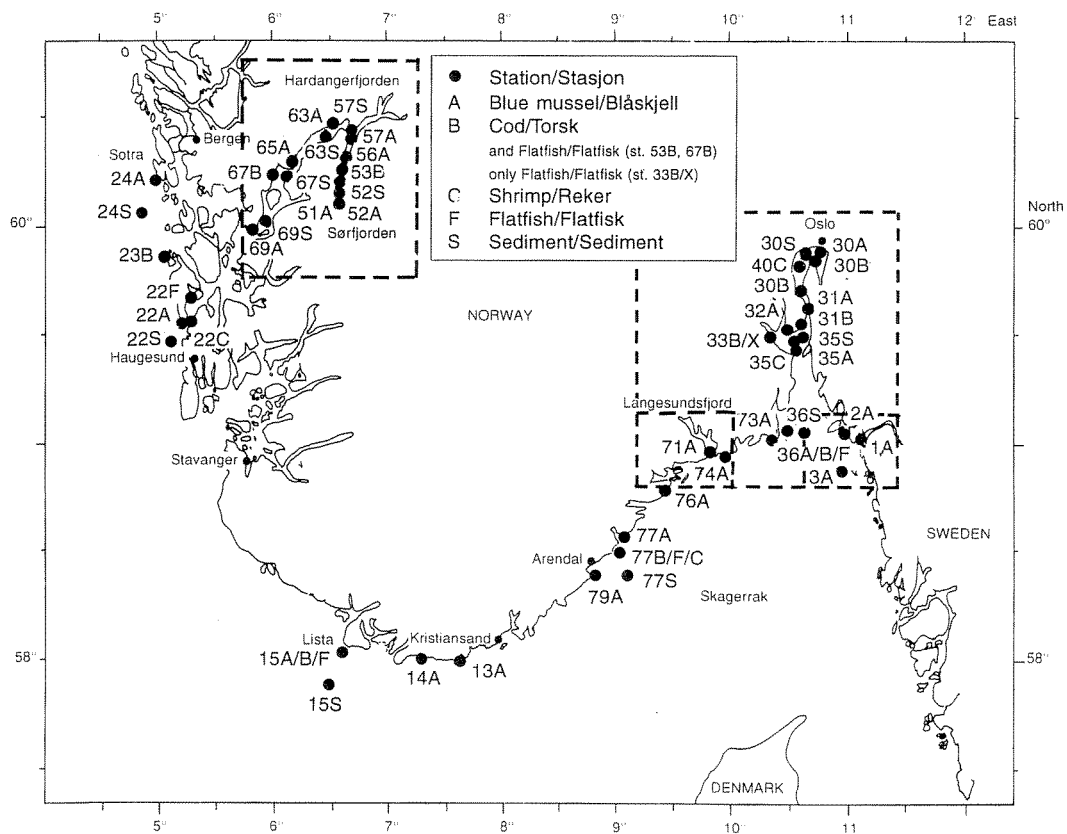 5° 6° 7° 8° 9° 10° 11° 12° East
Hardangerfjorden
57S
63A
Bergen
57A
65A
63S
56A
Sotra
67B
53B
24A
67S
52S
51A
52A
24S
69S
Sørfjorden
60°
69A
23B
22F
22A
22S
22C
Haugesund
Stavanger
● Station/Stasjon
A Blue mussel/Blåskjell
B Cod/Torsk
and Flatfish/Flatfisk (st. 53B, 67B)
only Flatfish/Flatfisk (st. 33B/X)
C Shrimp/Reker
F Flatfish/Flatfisk
S Sediment/Sediment
North
60°
Oslo
30S
30A
40C
30B
30B
31A
32A
31B
33B/X
35S
35C
35A
NORWAY
Langesundsfjord
73A
36S
2A
71A
36A/B/F
1A
74A
3A
76A
77A
SWEDEN
Arendal
77B/F/C
79A
77S
Skagerrak
Lista
Kristiansand
58°
15A/B/F
14A
13A
58°
15S
DENMARK
5° 6° 7° 8° 9° 10° 11°